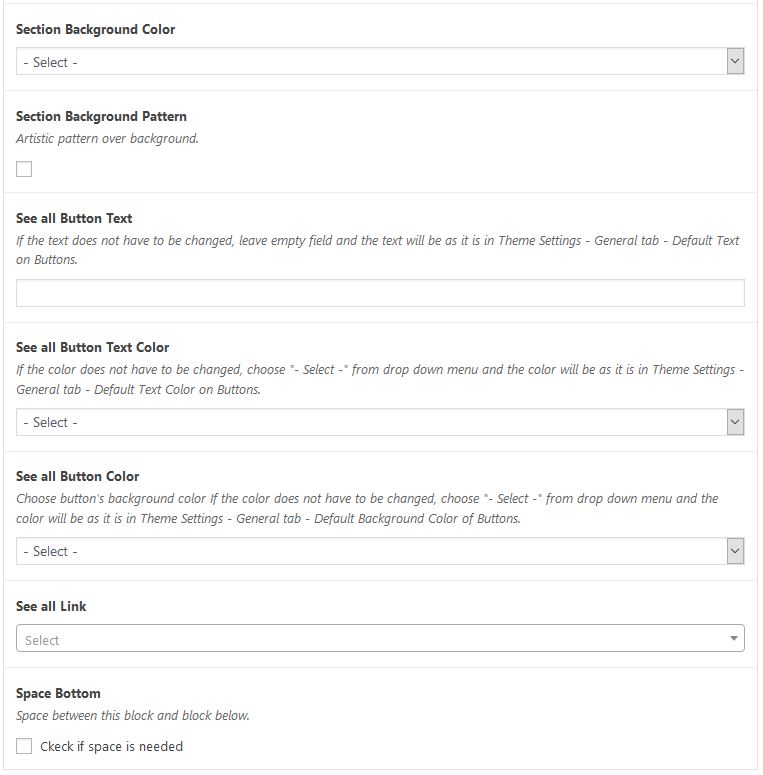 Section Background Color
- Select -
Section Background Pattern
Artistic pattern over background.
See all Button Text
If the text does not have to be changed, leave empty field and the text will be as it is in Theme Settings - General tab - Default Text
on Buttons.
See all Button Text Color
If the color does not have to be changed, choose "- Select -" from drop down menu and the color will be as it is in Theme Settings -
General tab - Default Text Color on Buttons.
- Select -
See all Button Color
Choose button's background color If the color does not have to be changed, choose "- Select -" from drop down menu and the
color will be as it is in Theme Settings - General tab - Default Background Color of Buttons.
- Select -
See all Link
Select
Space Bottom
Space between this block and block below.
Ckeck if space is needed